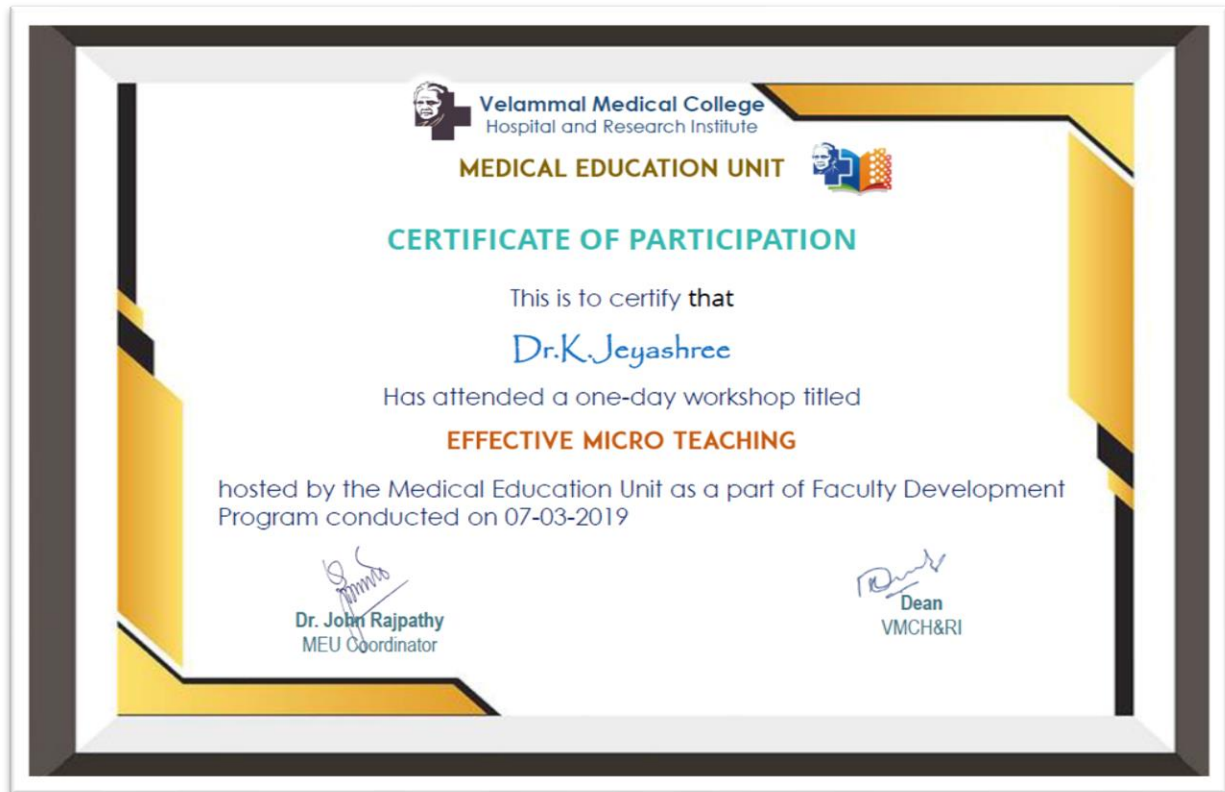 Velammal Medical College
Hospital and Research Institute
MEDICAL EDUCATION UNIT
CERTIFICATE OF PARTICIPATION
This is to certify that
Dr.K.Jeyashree
Has attended a one-day workshop titled
EFFECTIVE MICRO TEACHING
hosted by the Medical Education Unit as a part of Faculty Development
Program conducted on 07-03-2019
Dr. John Rajpathy
MEU Coordinator
Dean
VMCH&RI